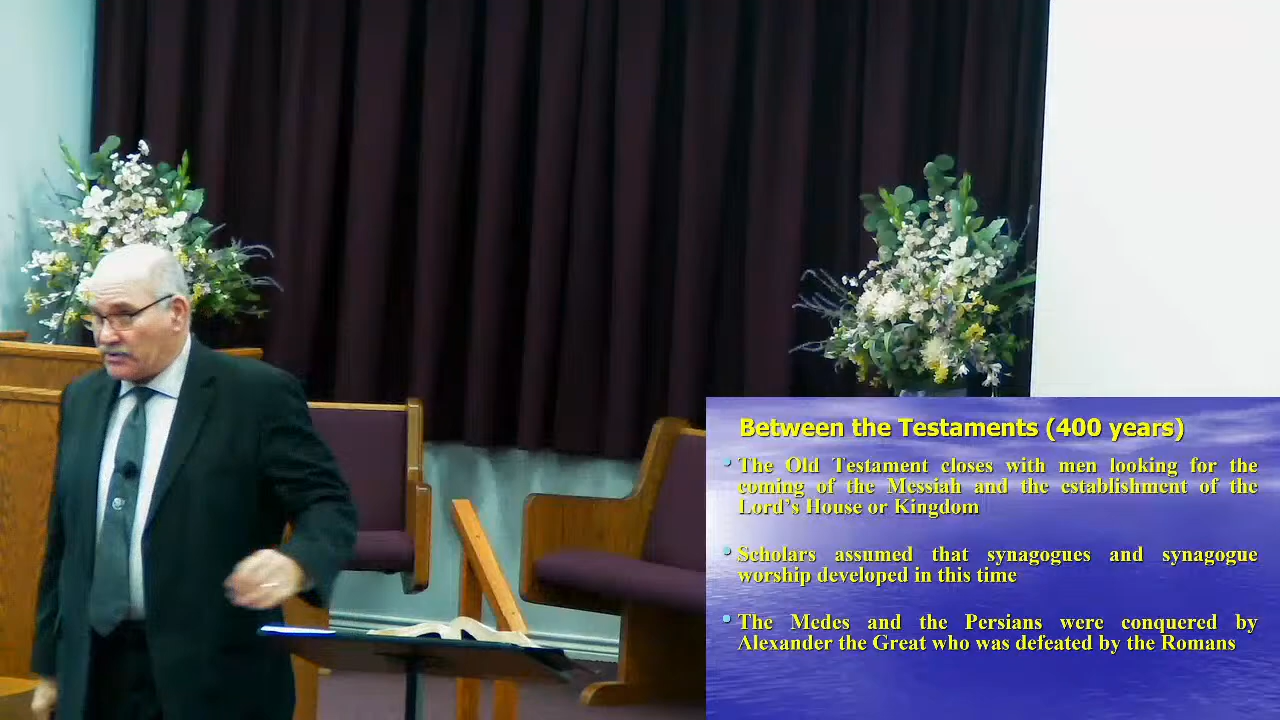 Between the Testaments (400 years)
• The Old Testament closes with men looking for the
coming of the Messiah and the establishment of the
Lord's House or Kingdom
• Scholars assumed that synagogues and synagogue
worship developed in this time
• The Medes and the Persians were conquered by
Alexander the Great who was defeated by the Romans